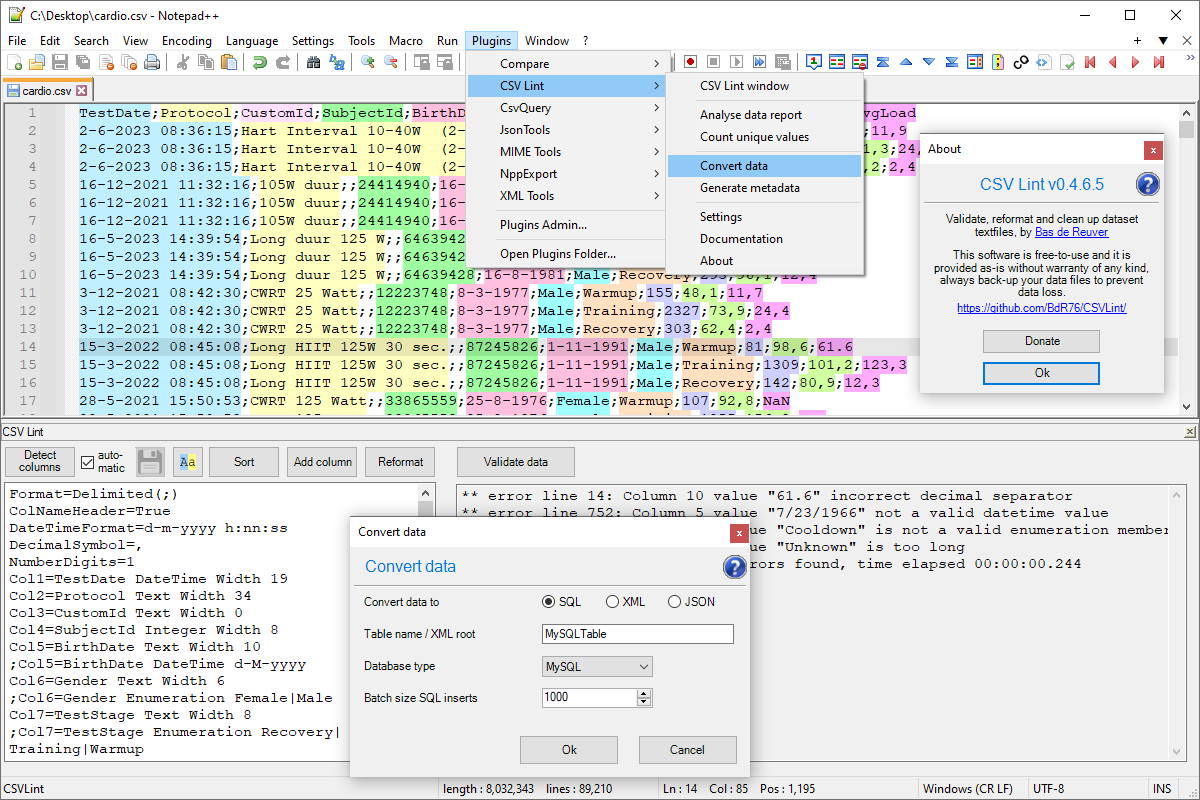 C:\Desktop\cardio.csv - Notepad++
File Edit Search View Encoding Language Settings Tools Macro Run Plugins Window ?
+ ▼ X
cardio.csv
1 TestDate;Protocol;CustomId;SubjectId;BirthD
vgLoad
2 2-6-2023 08:36:15;Hart Interval 10-40W (2-
;11,9
3 2-6-2023 08:36:15;Hart Interval 10-40W (2-
1,3;24,
4 2-6-2023 08:36:15;Hart Interval 10-40W (2-
,2;2,4
5 16-12-2021 11:32:16;105W duur;;24414940;16-
6 16-12-2021 11:32:16;105W duur;;24414940;16-
7 16-12-2021 11:32:16;105W duur;;24414940;16-
8 16-5-2023 14:39:54;Long duur 125 W;;6463942
9 16-5-2023 14:39:54;Long duur 125 W;;6463942
10 16-5-2023 14:39:54;Long duur 125 W;;64639428;16-8-1981;Male;Recovery;293;96,1;12,4
11 3-12-2021 08:42:30;CWRT 25 Watt;;12223748;8-3-1977;Male;Warmup;155;48,1;11,7
12 3-12-2021 08:42:30;CWRT 25 Watt;;12223748;8-3-1977;Male;Training;2327;73,9;24,4
13 3-12-2021 08:42:30;CWRT 25 Watt;;12223748;8-3-1977;Male;Recovery;303;62,4;2,4
14 15-3-2022 08:45:08;Long HIIT 125W 30 sec.;;87245826;1-11-1991;Male;Warmup;81;98,6;61.6
15 15-3-2022 08:45:08;Long HIIT 125W 30 sec.;;87245826;1-11-1991;Male;Training;1309;101,2;123,3
16 15-3-2022 08:45:08;Long HIIT 125W 30 sec.;;87245826;1-11-1991;Male;Recovery;142;80,9;12,3
17 28-5-2021 15:50:53;CWRT 125 Watt;;33865559;25-8-1976;Female;Warmup;107;92,8;NaN
Compare
CSV Lint
CsvQuery
JsonTools
MIME Tools
NppExport
XML Tools
Plugins Admin...
Open Plugins Folder...
CSV Lint window
Analyse data report
Count unique values
Convert data
Generate metadata
Settings
Documentation
About
About
CSV Lint v0.4.6.5
Validate, reformat and clean up dataset
textfiles, by Bas de Reuver
This software is free-to-use and it is
provided as-is without warranty of any kind,
always back-up your data files to prevent
data loss.
https://github.com/BdR76/CSVLint/
Donate
Ok
CSV Lint
Detect
columns
auto-
matic
Aa
Sort
Add column
Reformat
Validate data
Format=Delimited(;)
ColNameHeader=True
DateTimeFormat=d-m-yyyy h:nn:ss
DecimalSymbol=,
NumberDigits=1
Col1=TestDate DateTime Width 19
Col2=Protocol Text Width 34
Col3=CustomId Text Width 0
Col4=SubjectId Integer Width 8
Col5=BirthDate Text Width 10
;Col5=BirthDate DateTime d-M-yyyy
Col6=Gender Text Width 6
;Col6=Gender Enumeration Female|Male
Col7=TestStage Text Width 8
;Col7=TestStage Enumeration Recovery|
Training|Warmup
** error line 14: Column 10 value "61.6" incorrect decimal separator
** error line 752: Column 5 value "7/23/1966" not a valid datetime value
ue "Cooldown" is not a valid enumeration member
ue "Unknown" is too long
rors found, time elapsed 00:00:00.244
Convert data
Convert data
Convert data to SQL XML JSON
Table name / XML root MySQLTable
Database type MySQL
Batch size SQL inserts 1000
Ok Cancel
CSVLint length : 8,032,343 lines : 89,210 Ln : 14 Col : 85 Pos : 1,195 Windows (CR LF) UTF-8 INS